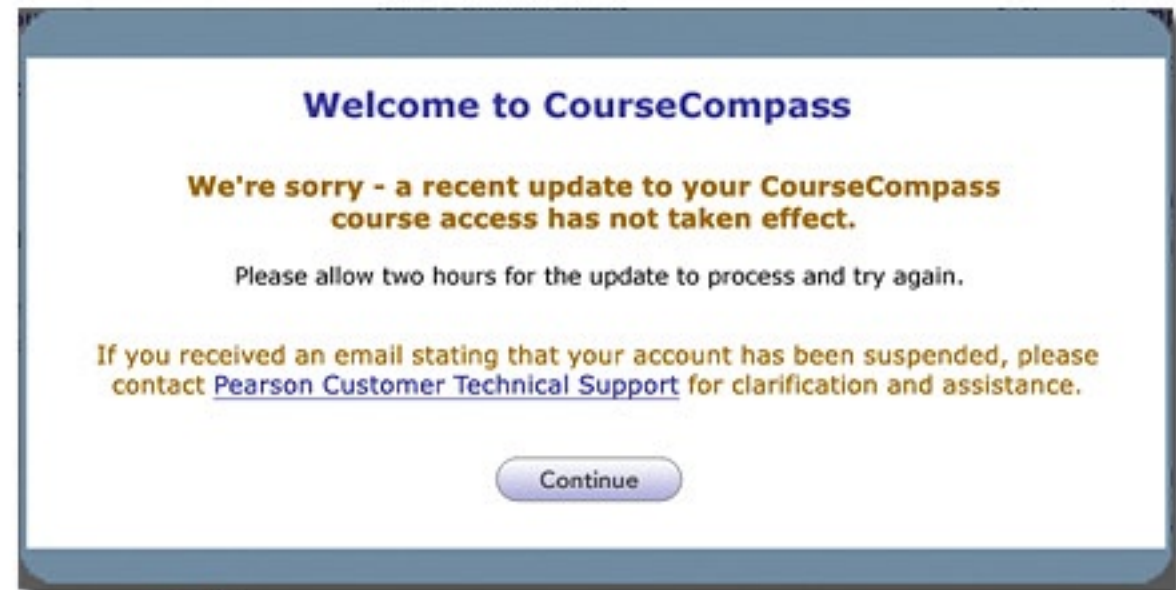 Welcome to CourseCompass
We're sorry - a recent update to your CourseCompass
course access has not taken effect.
Please allow two hours for the update to process and try again.
If you received an email stating that your account has been suspended, please
contact Pearson Customer Technical Support for clarification and assistance.
Continue